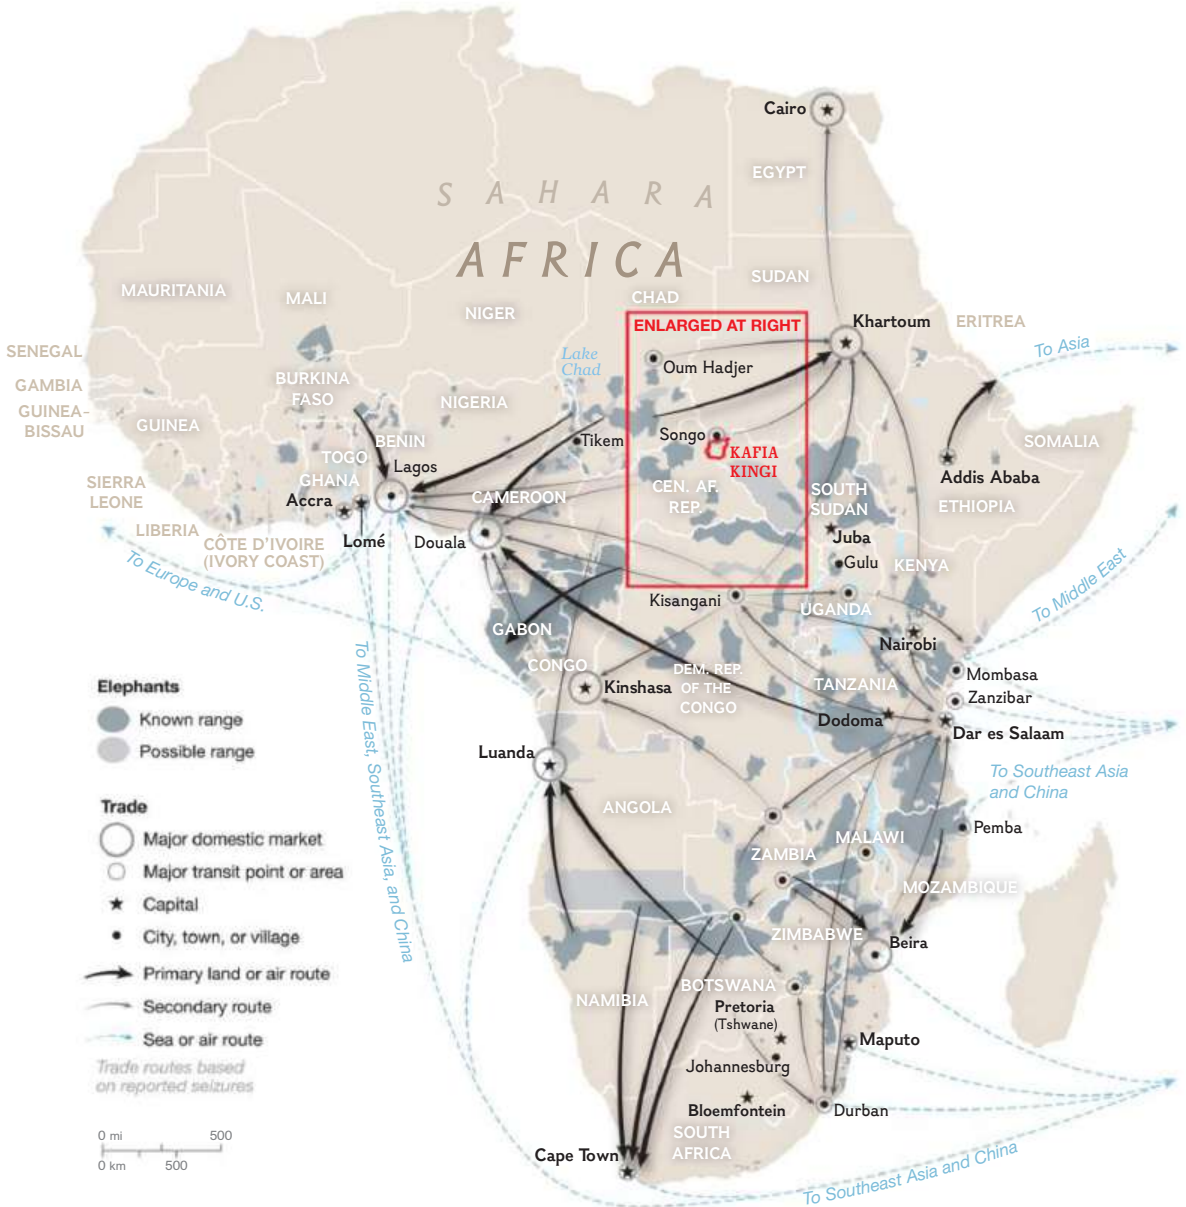 Cairo
EGYPT
SAHARA
AFRICA
MAURITANIA
MALI
NIGER
CHAD
SUDAN
ENLARGED AT RIGHT
Khartoum
ERITREA
To Asia
SENEGAL
GAMBIA
GUINEA-
BISSAU
GUINEA
BURKINA
FASO
Lake
Chad
Oum Hadjer
NIGERIA
BENIN
TOGO
GHANA
Lagos
Tikem
Songo
KAFIA
KINGI
SOMALIA
Addis Ababa
ETHIOPIA
SIERRA
LEONE
Accra
CAMEROON
CEN. AF.
REP.
SOUTH
SUDAN
LIBERIA
CÔTE D'IVOIRE
(IVORY COAST)
Lomé
Douala
Juba
Gulu
KENYA
To Europe and U.S.
Kisangani
UGANDA
To Middle East
GABON
Nairobi
CONGO
Kinshasa
DEM. REP.
OF THE
CONGO
TANZANIA
Mombasa
Zanzibar
Dodoma
Dar es Salaam
Elephants
Known range
Possible range
To Middle East, Southeast Asia, and China
Luanda
To Southeast Asia
and China
Trade
Major domestic market
Major transit point or area
Capital
City, town, or village
Primary land or air route
Secondary route
Sea or air route
Trade routes based
on reported seizures
0 mi 500
0 km 500
ANGOLA
ZAMBIA
MALAWI
Pemba
MOZAMBIQUE
ZIMBABWE
Beira
NAMIBIA
BOTSWANA
Pretoria
(Tshwane)
Maputo
Johannesburg
Bloemfontein
Durban
SOUTH
AFRICA
Cape Town
To Southeast Asia and China